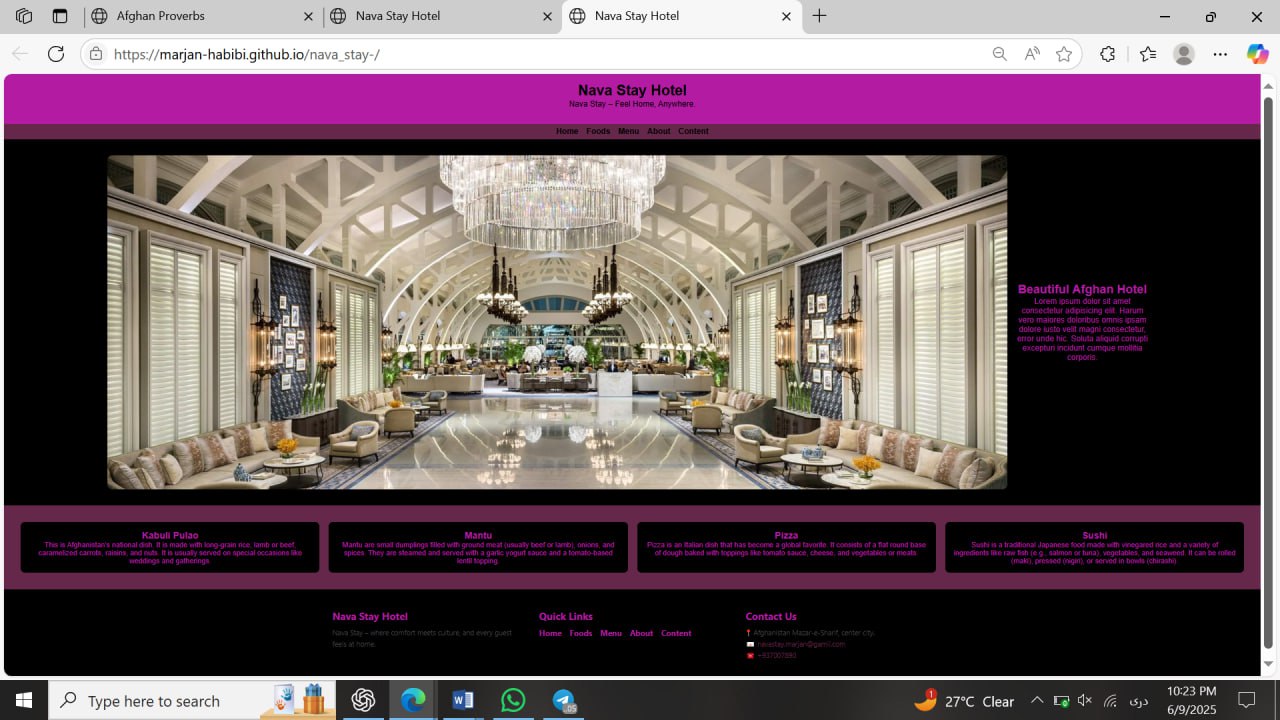 Afghan Proverbs
Nava Stay Hotel
Nava Stay Hotel
https://marjan-habibi.github.io/nava_stay-/
Nava Stay Hotel
Nava Stay – Feel Home, Anywhere.
Home Foods Menu About Content
Beautiful Afghan Hotel
Lorem ipsum dolor sit amet
consectetur adipisicing elit. Harum
vero maiores doloribus omnis ipsam
dolore iusto velit magni consectetur,
error unde hic. Soluta aliquid corrupti
excepturi incidunt cumque mollitia
corporis.
Kabuli Pulao
This is Afghanistan's national dish. It is made with long-grain rice, lamb or beef,
caramelized carrots, raisins, and nuts. It is usually served on special occasions like
weddings and gatherings.
Mantu
Mantu are small dumplings filled with ground meat (usually beef or lamb), onions, and
spices. They are steamed and served with a garlic yogurt sauce and a tomato-based
lentil topping.
Pizza
Pizza is an Italian dish that has become a global favorite. It consists of a flat round base
of dough baked with toppings like tomato sauce, cheese, and vegetables or meats.
Sushi
Sushi is a traditional Japanese food made with vinegared rice and a variety of
ingredients like raw fish (e.g., salmon or tuna), vegetables, and seaweed. It can be rolled
(maki), pressed (nigiri), or served in bowls (chirashi).
Nava Stay Hotel
Nava Stay – where comfort meets culture, and every guest
feels at home.
Quick Links
Home Foods Menu About Content
Contact Us
Afghanistan Mazar-e-Sharif, center city.
Type here to search
.05
1
27°C Clear
دری
10:23 PM
6/9/2025